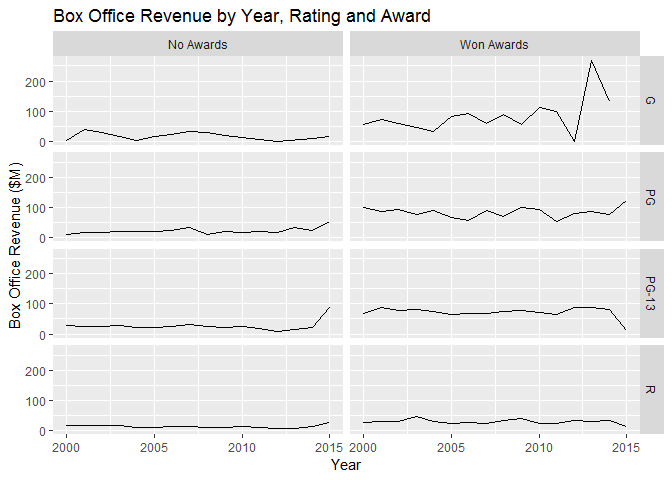 Box Office Revenue by Year, Rating and Award
No Awards
Won Awards
200
100
0
G
200
100
0
PG
200
100
0
PG-13
200
100
0
R
Box Office Revenue ($M)
2000 2005 2010 2015
2000 2005 2010 2015
Year